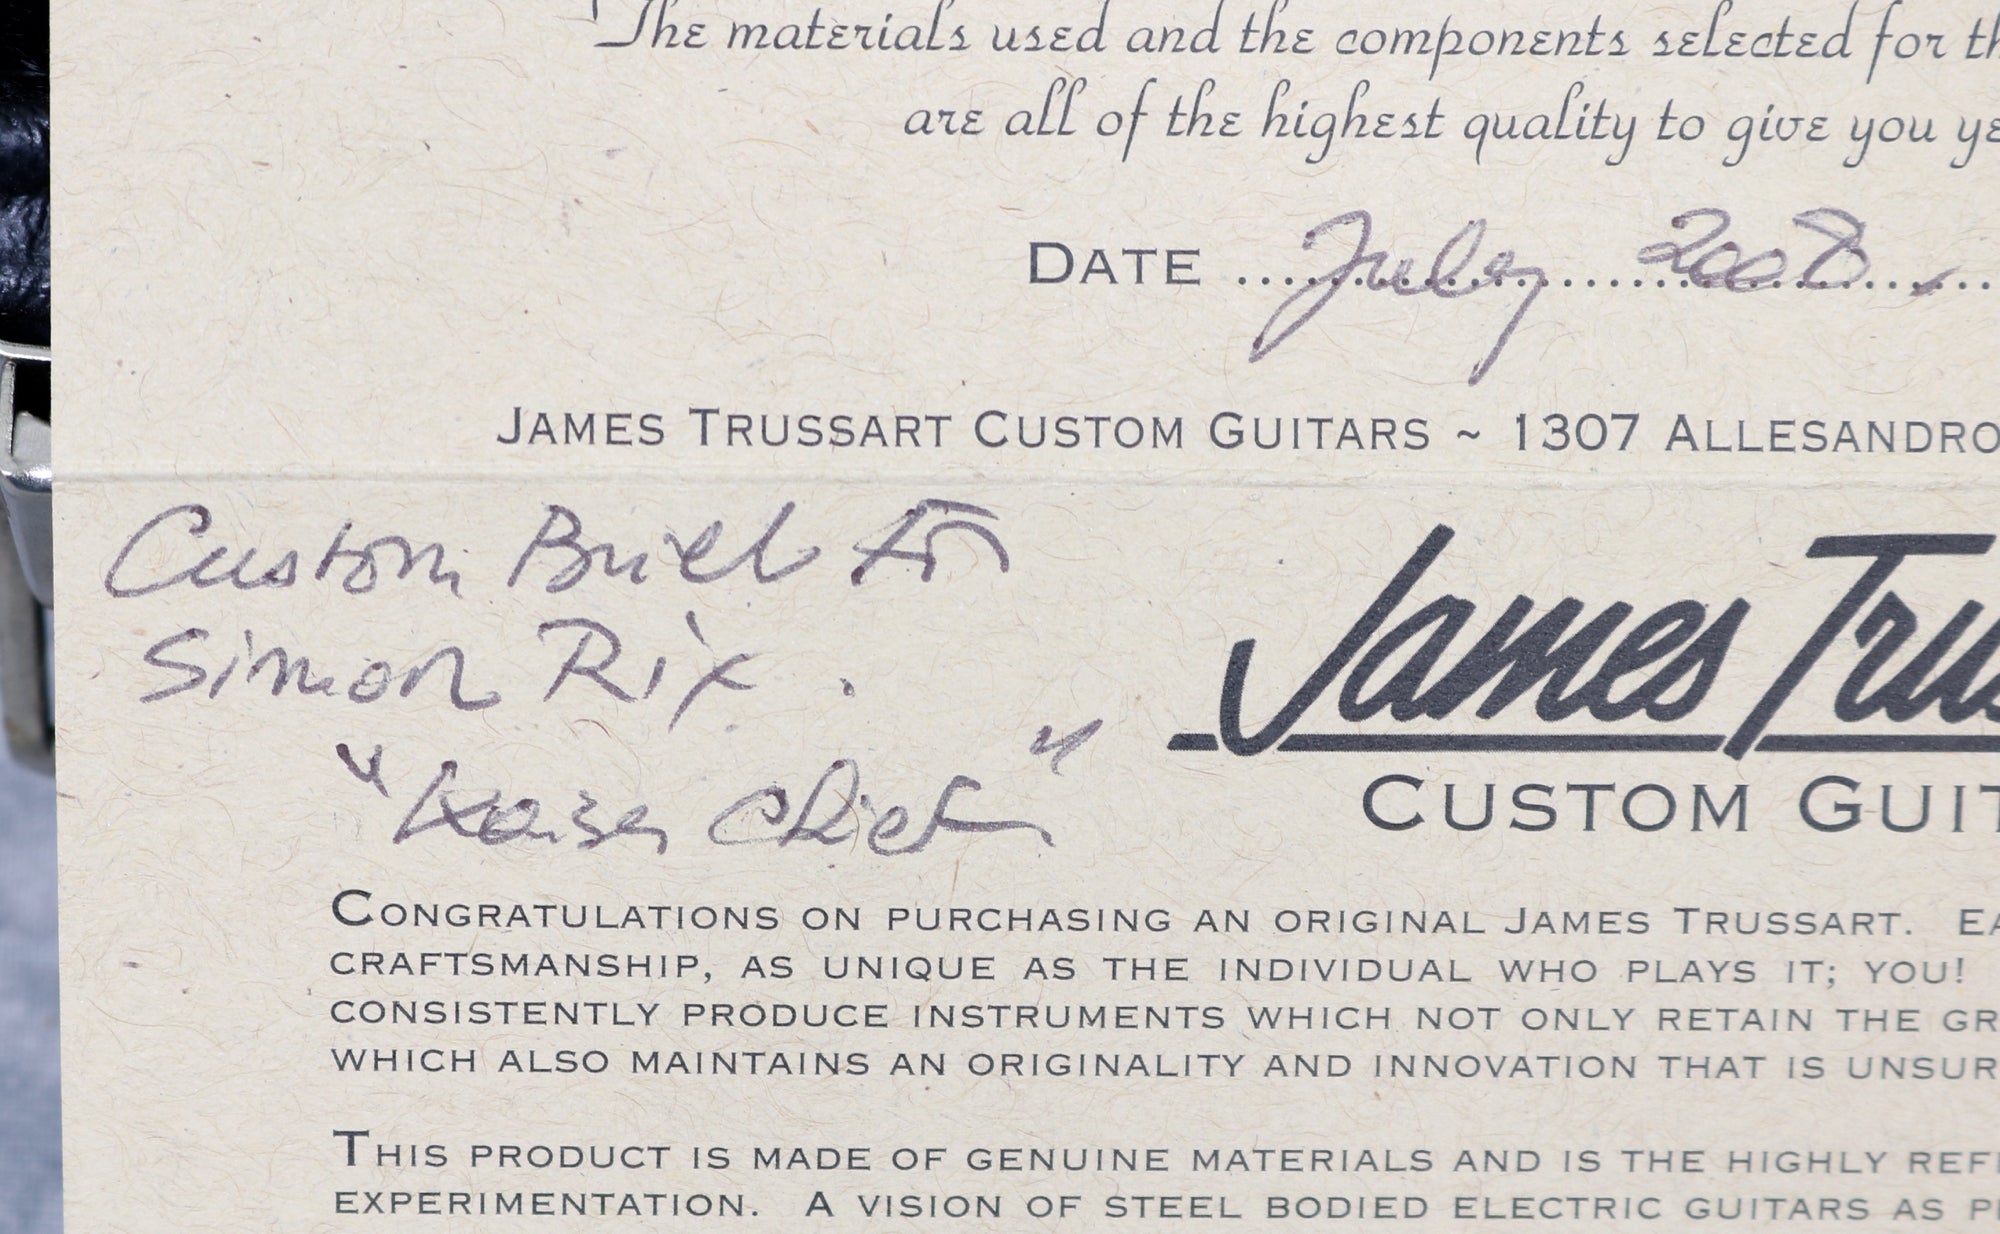 The materials used and the components selected for th
are all of the highest quality to give you ye
DATE ....July 2008.....
JAMES TRUSSART CUSTOM GUITARS ~ 1307 ALLESANDRO
Custom Built for
Simon Rix.
"Kaiser Chief"
James Trus
CUSTOM GUIT
CONGRATULATIONS ON PURCHASING AN ORIGINAL JAMES TRUSSART. EA
CRAFTSMANSHIP, AS UNIQUE AS THE INDIVIDUAL WHO PLAYS IT; YOU!
CONSISTENTLY PRODUCE INSTRUMENTS WHICH NOT ONLY RETAIN THE GR
WHICH ALSO MAINTAINS AN ORIGINALITY AND INNOVATION THAT IS UNSUR
THIS PRODUCT IS MADE OF GENUINE MATERIALS AND IS THE HIGHLY REFI
EXPERIMENTATION. A VISION OF STEEL BODIED ELECTRIC GUITARS AS P